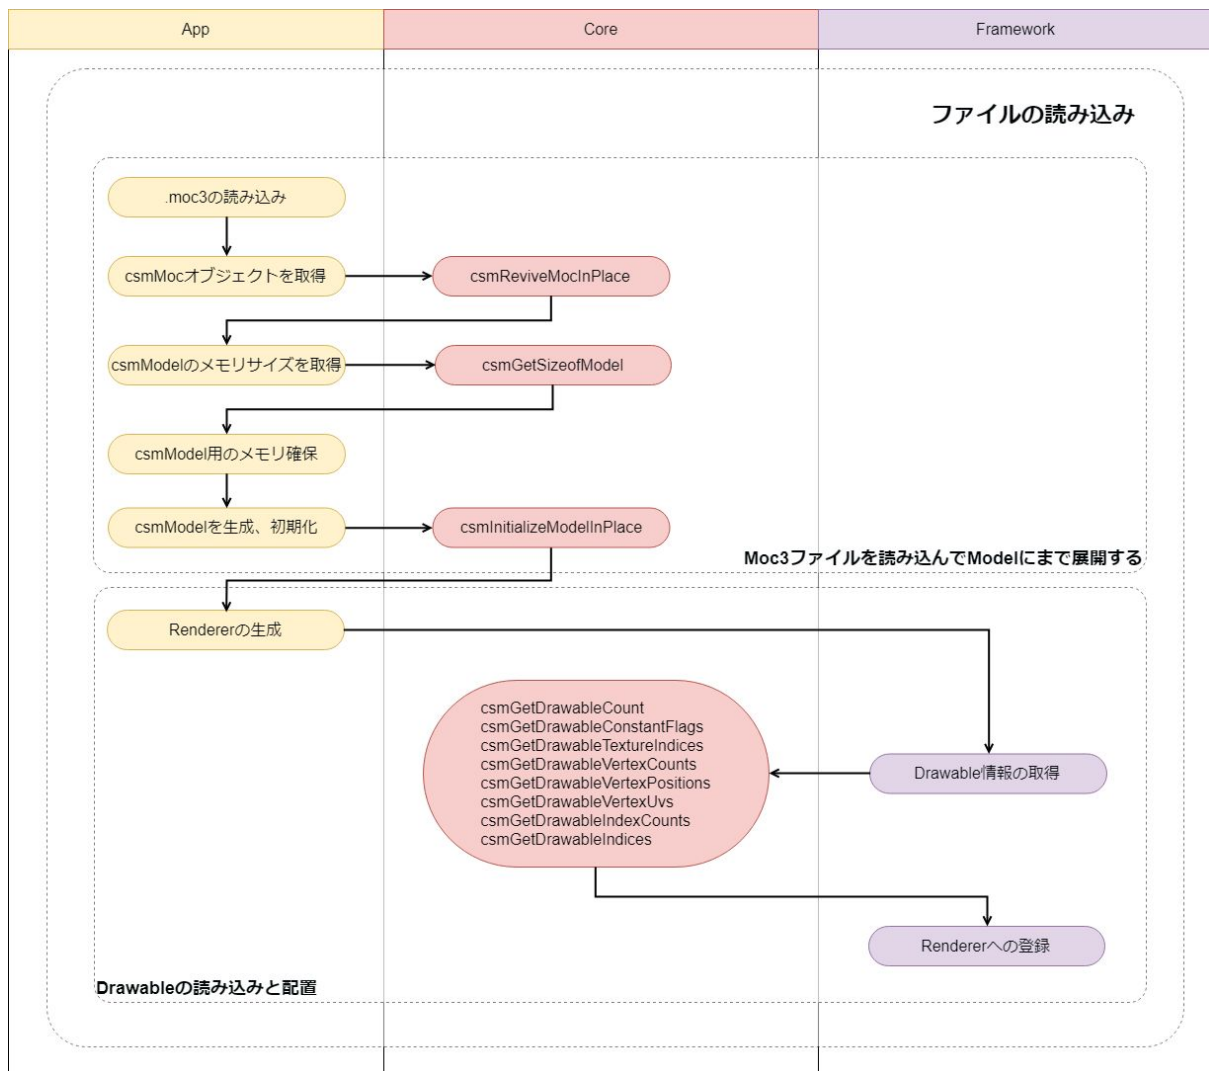 App
Core
Framework
ファイルの読み込み
.moc3の読み込み
csmMocオブジェクトを取得
csmReviveMocInPlace
csmModelのメモリサイズを取得
csmGetSizeofModel
csmModel用のメモリ確保
csmModelを生成、初期化
csmInitializeModelInPlace
Moc3ファイルを読み込んでModelにまで展開する
Rendererの生成
csmGetDrawableCount
csmGetDrawableConstantFlags
csmGetDrawableTextureIndices
csmGetDrawableVertexCounts
csmGetDrawableVertexPositions
csmGetDrawableVertexUvs
csmGetDrawableIndexCounts
csmGetDrawableIndices
Drawable情報の取得
Rendererへの登録
Drawableの読み込みと配置